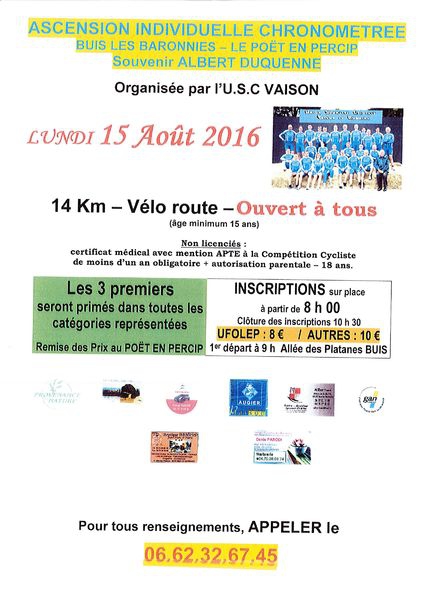 ASCENSION INDIVIDUELLE CHRONOMETREE
BUIS LES BARONNIES – LE POËT EN PERCIP
Souvenir ALBERT DUQUENNE
Organisée par l'U.S.C VAISON
LUNDI 15 Août 2016
14 Km – Vélo route – Ouvert à tous
(âge minimum 15 ans)
Non licenciés :
certificat médical avec mention APTE à la Compétition Cycliste
de moins d'un an obligatoire + autorisation parentale – 18 ans.
Les 3 premiers
seront primés dans toutes les
catégories représentées
Remise des Prix au POËT EN PERCIP
INSCRIPTIONS sur place
à partir de 8 h 00
Clôture des inscriptions 10 h 30
UFOLEP : 8 € / AUTRES : 10 €
1er départ à 9 h Allée des Platanes BUIS
PROVENANCE
NATURE
AUDIER
gan
Pour tous renseignements, APPELER le
06.62.32.67.45